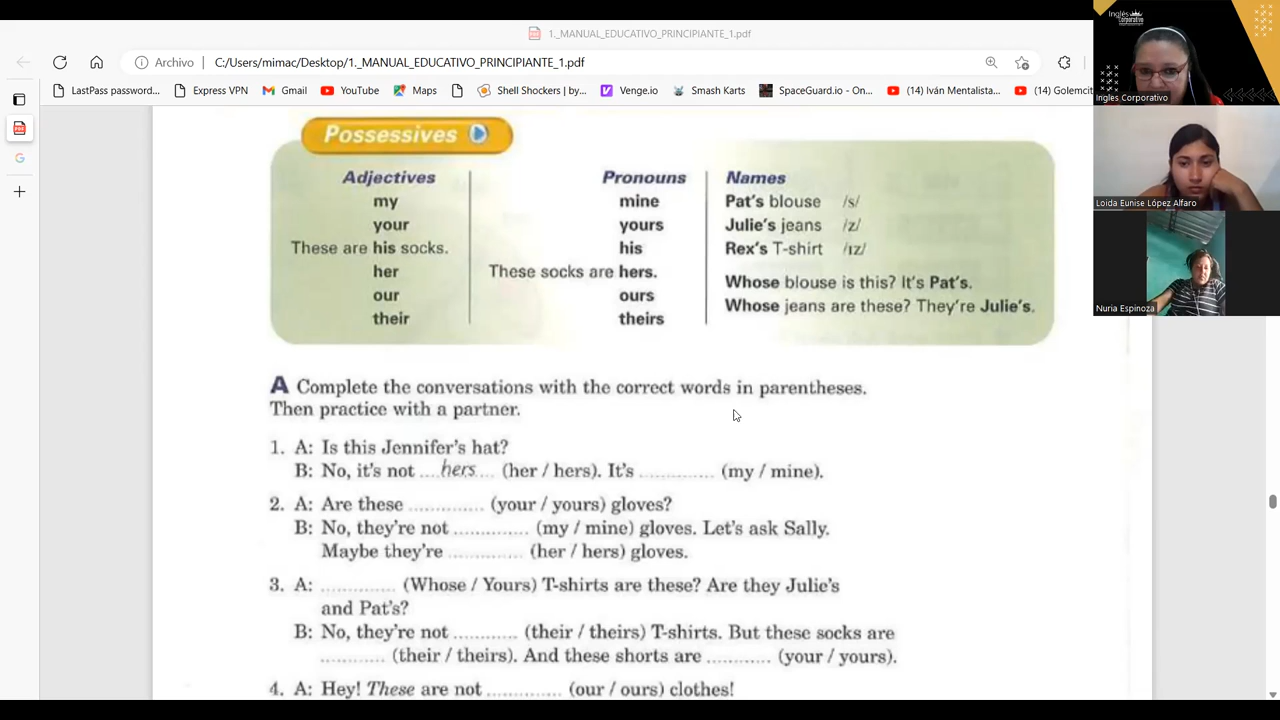 1._MANUAL_EDUCATIVO_PRINCIPIANTE_1.pdf
Archivo C:/Users/mimac/Desktop/1._MANUAL_EDUCATIVO_PRINCIPIANTE_1.pdf
LastPass password... Express VPN Gmail YouTube Maps Shell Shockers | by... Venge.io Smash Karts SpaceGuard.io - On... (14) Iván Mentalista... (14) Golemcit
Inglés Corporativo
Ingles Corporativo
Loida Eunise López Alfaro
Nuria Espinoza
Possessives
Adjectives Pronouns Names
my mine Pat's blouse /s/
your yours Julie's jeans /z/
These are his socks. his Rex's T-shirt /ɪz/
her These socks are hers.
Whose blouse is this? It's Pat's.
our ours
Whose jeans are these? They're Julie's.
their theirs
A Complete the conversations with the correct words in parentheses.
Then practice with a partner.
1. A: Is this Jennifer's hat?
B: No, it's not ....hers.... (her / hers). It's .............. (my / mine).
2. A: Are these .............. (your / yours) gloves?
B: No, they're not .............. (my / mine) gloves. Let's ask Sally.
Maybe they're .............. (her / hers) gloves.
3. A: .............. (Whose / Yours) T-shirts are these? Are they Julie's
and Pat's?
B: No, they're not ............ (their / theirs) T-shirts. But these socks are
............ (their / theirs). And these shorts are ............ (your / yours).
4. A: Hey! These are not .............. (our / ours) clothes!